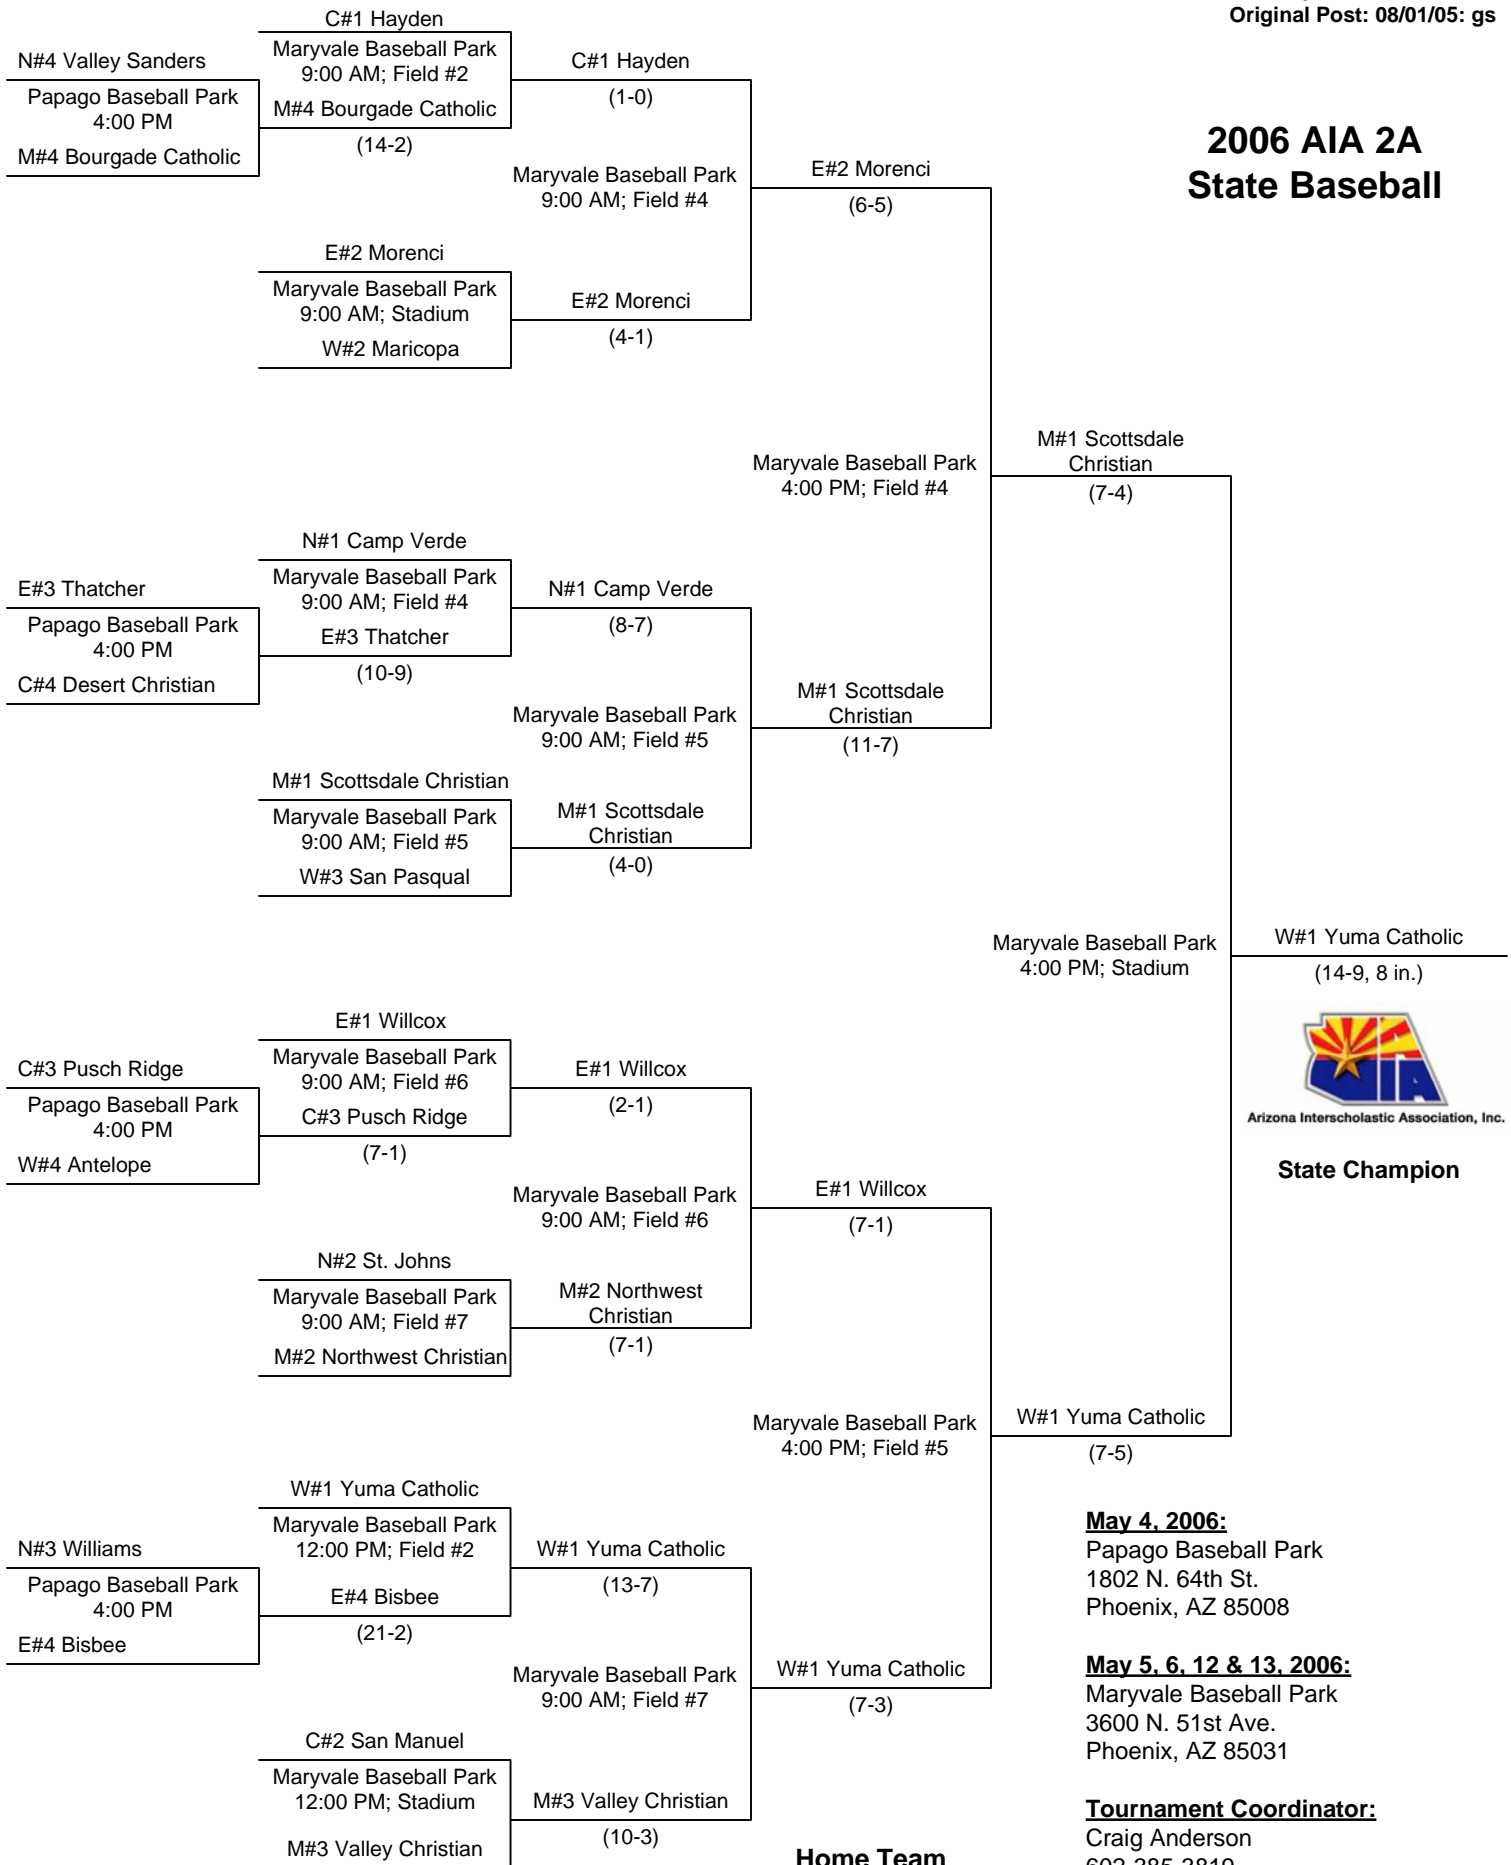 Original Post: 08/01/05: gs
2006 AIA 2A
State Baseball
C#1 Hayden
Maryvale Baseball Park
9:00 AM; Field #2
M#4 Bourgade Catholic
(14-2)
N#4 Valley Sanders
Papago Baseball Park
4:00 PM
M#4 Bourgade Catholic
C#1 Hayden
(1-0)
Maryvale Baseball Park
9:00 AM; Field #4
E#2 Morenci
(6-5)
E#2 Morenci
Maryvale Baseball Park
9:00 AM; Stadium
W#2 Maricopa
E#2 Morenci
(4-1)
Maryvale Baseball Park
4:00 PM; Field #4
M#1 Scottsdale
Christian
(7-4)
N#1 Camp Verde
Maryvale Baseball Park
9:00 AM; Field #4
E#3 Thatcher
(10-9)
E#3 Thatcher
Papago Baseball Park
4:00 PM
C#4 Desert Christian
N#1 Camp Verde
(8-7)
Maryvale Baseball Park
9:00 AM; Field #5
M#1 Scottsdale
Christian
(11-7)
M#1 Scottsdale Christian
Maryvale Baseball Park
9:00 AM; Field #5
W#3 San Pasqual
M#1 Scottsdale
Christian
(4-0)
Maryvale Baseball Park
4:00 PM; Stadium
W#1 Yuma Catholic
(14-9, 8 in.)
AIA
Arizona Interscholastic Association, Inc.
State Champion
E#1 Willcox
Maryvale Baseball Park
9:00 AM; Field #6
C#3 Pusch Ridge
(7-1)
C#3 Pusch Ridge
Papago Baseball Park
4:00 PM
W#4 Antelope
E#1 Willcox
(2-1)
Maryvale Baseball Park
9:00 AM; Field #6
E#1 Willcox
(7-1)
N#2 St. Johns
Maryvale Baseball Park
9:00 AM; Field #7
M#2 Northwest Christian
M#2 Northwest
Christian
(7-1)
Maryvale Baseball Park
4:00 PM; Field #5
W#1 Yuma Catholic
(7-5)
W#1 Yuma Catholic
Maryvale Baseball Park
12:00 PM; Field #2
E#4 Bisbee
(21-2)
N#3 Williams
Papago Baseball Park
4:00 PM
E#4 Bisbee
W#1 Yuma Catholic
(13-7)
Maryvale Baseball Park
9:00 AM; Field #7
W#1 Yuma Catholic
(7-3)
C#2 San Manuel
Maryvale Baseball Park
12:00 PM; Stadium
M#3 Valley Christian
M#3 Valley Christian
(10-3)
Home Team
May 4, 2006:
Papago Baseball Park
1802 N. 64th St.
Phoenix, AZ 85008
May 5, 6, 12 & 13, 2006:
Maryvale Baseball Park
3600 N. 51st Ave.
Phoenix, AZ 85031
Tournament Coordinator:
Craig Anderson
602-385-3819